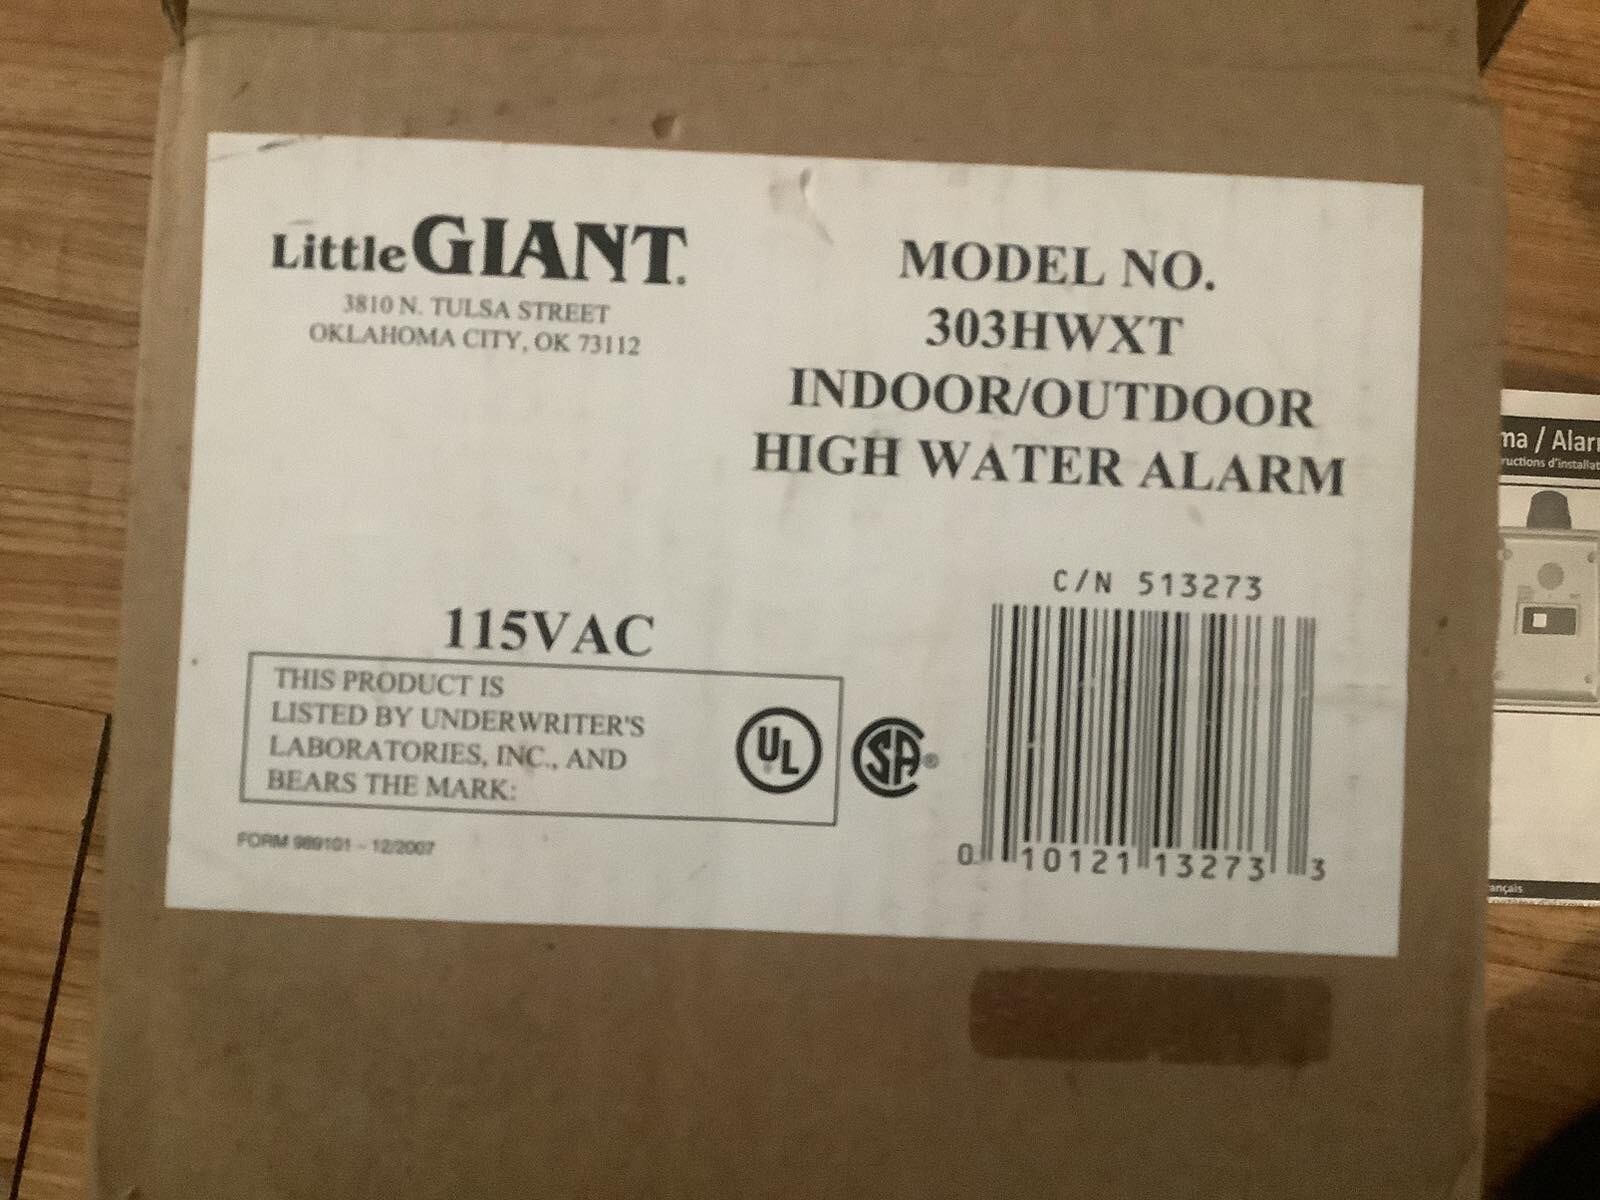 Little GIANT.
3810 N. TULSA STREET
OKLAHOMA CITY, OK 73112
MODEL NO.
303HWXT
INDOOR/OUTDOOR
HIGH WATER ALARM
C/N 513273
115VAC
THIS PRODUCT IS
LISTED BY UNDERWRITER'S
LABORATORIES, INC., AND
BEARS THE MARK:
UL
SA®
FORM 989101 - 12/2007
0 10121 13273 3
ma / Alar
ructions d'installat
ançais